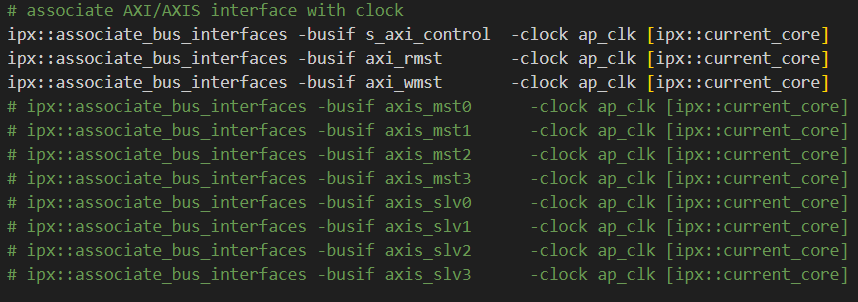 # associate AXI/AXIS interface with clock
ipx::associate_bus_interfaces -busif s_axi_control  -clock ap_clk [ipx::current_core]
ipx::associate_bus_interfaces -busif axi_rmst       -clock ap_clk [ipx::current_core]
ipx::associate_bus_interfaces -busif axi_wmst       -clock ap_clk [ipx::current_core]
# ipx::associate_bus_interfaces -busif axis_mst0      -clock ap_clk [ipx::current_core]
# ipx::associate_bus_interfaces -busif axis_mst1      -clock ap_clk [ipx::current_core]
# ipx::associate_bus_interfaces -busif axis_mst2      -clock ap_clk [ipx::current_core]
# ipx::associate_bus_interfaces -busif axis_mst3      -clock ap_clk [ipx::current_core]
# ipx::associate_bus_interfaces -busif axis_slv0      -clock ap_clk [ipx::current_core]
# ipx::associate_bus_interfaces -busif axis_slv1      -clock ap_clk [ipx::current_core]
# ipx::associate_bus_interfaces -busif axis_slv2      -clock ap_clk [ipx::current_core]
# ipx::associate_bus_interfaces -busif axis_slv3      -clock ap_clk [ipx::current_core]